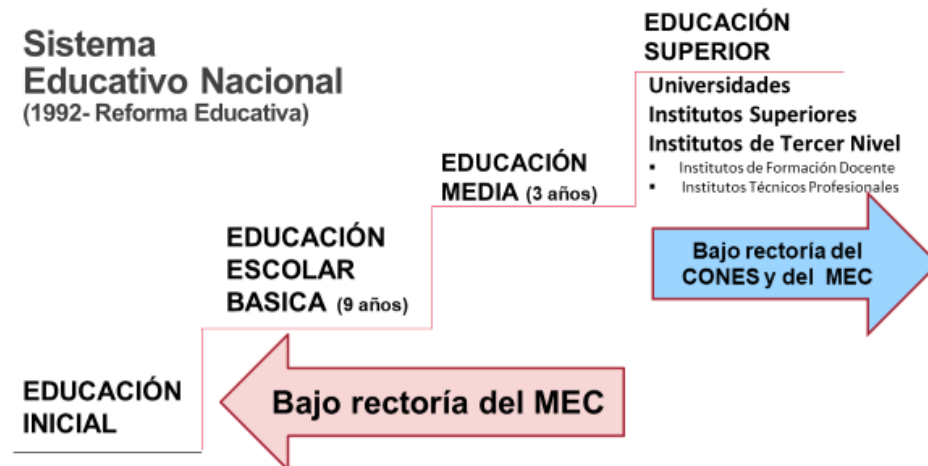 Sistema
Educativo Nacional
(1992- Reforma Educativa)
EDUCACIÓN
SUPERIOR
Universidades
Institutos Superiores
Institutos de Tercer Nivel
▪ Institutos de Formación Docente
▪ Institutos Técnicos Profesionales
EDUCACIÓN
MEDIA (3 años)
EDUCACIÓN
ESCOLAR
BASICA (9 años)
Bajo rectoría del
CONES y del MEC
EDUCACIÓN
INICIAL
Bajo rectoría del MEC